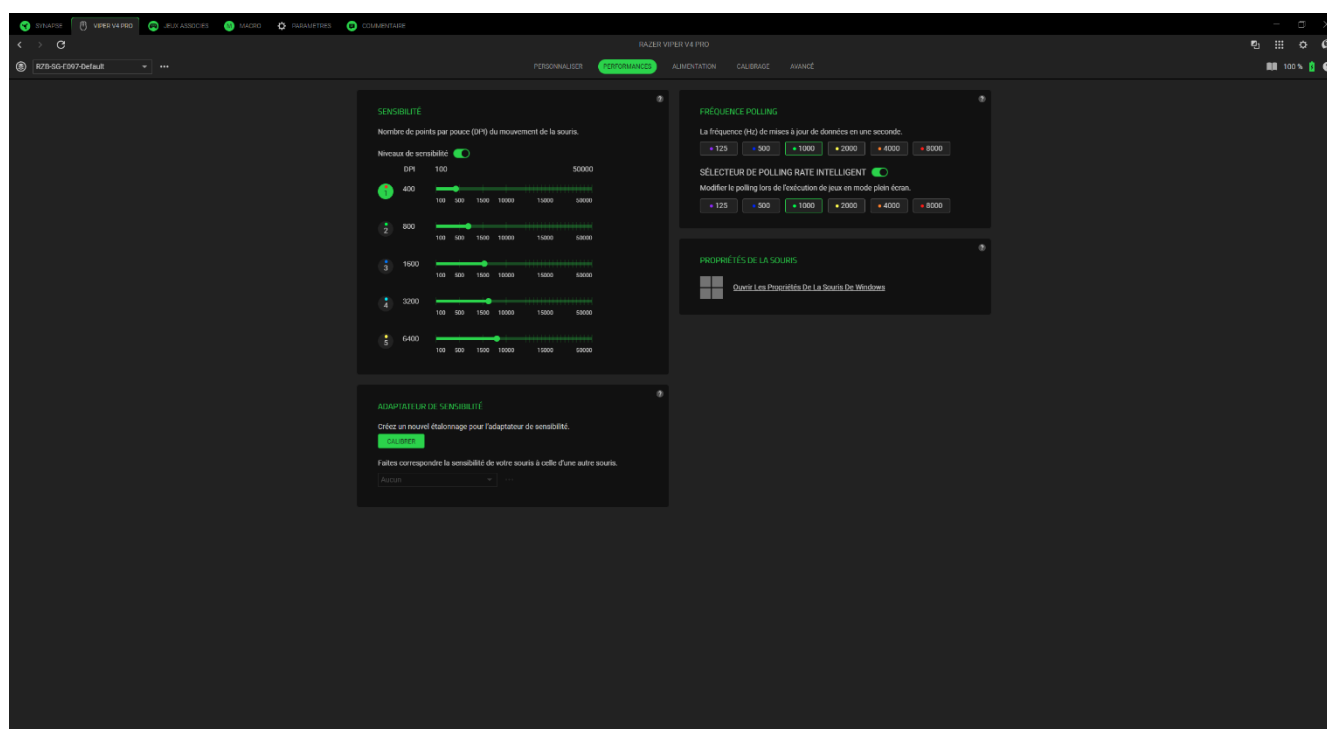 SYNAPSE VIPER V4 PRO JEUX ASSOCIÉS MACRO PARAMÈTRES COMMENTAIRE
RAZER VIPER V4 PRO
RZ8-SG-E097-Default PERSONNALISER PERFORMANCES ALIMENTATION CALIBRAGE AVANCÉ 100 %
SENSIBILITÉ
Nombre de points par pouce (DPI) du mouvement de la souris.
Niveaux de sensibilité
DPI 100 50000
1 400
100 500 1500 10000 15000 50000
2 800
100 500 1500 10000 15000 50000
3 1600
100 500 1500 10000 15000 50000
4 3200
100 500 1500 10000 15000 50000
5 6400
100 500 1500 10000 15000 50000
ADAPTATEUR DE SENSIBILITÉ
Créez un nouvel étalonnage pour l'adaptateur de sensibilité.
CALIBRER
Faites correspondre la sensibilité de votre souris à celle d'une autre souris.
Aucun
FRÉQUENCE POLLING
La fréquence (Hz) de mises à jour de données en une seconde.
125 500 1000 2000 4000 8000
SÉLECTEUR DE POLLING RATE INTELLIGENT
Modifier le polling lors de l'exécution de jeux en mode plein écran.
125 500 1000 2000 4000 8000
PROPRIÉTÉS DE LA SOURIS
Ouvrir Les Propriétés De La Souris De Windows